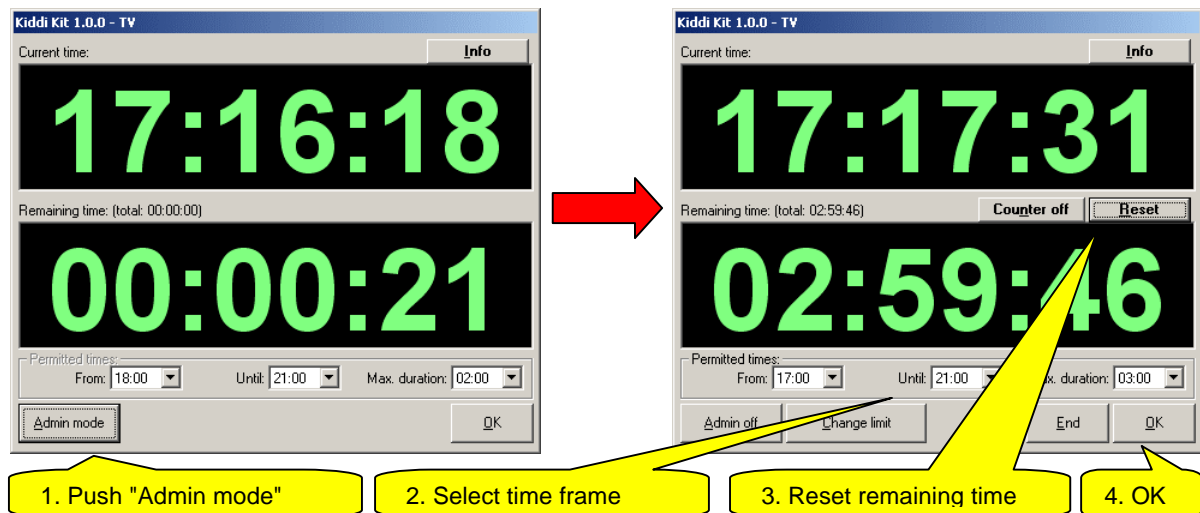 Kiddi Kit 1.0.0 - TV
Current time:
Info
17:16:18
Remaining time: (total: 00:00:00)
00:00:21
Permitted times:
From: 18:00
Until: 21:00
Max. duration: 02:00
Admin mode
OK
Kiddi Kit 1.0.0 - TV
Current time:
Info
17:17:31
Remaining time: (total: 02:59:46)
Counter off
Reset
02:59:46
Permitted times:
From: 17:00
Until: 21:00
x. duration: 03:00
Admin off
Change limit
End
OK
1. Push "Admin mode"
2. Select time frame
3. Reset remaining time
4. OK